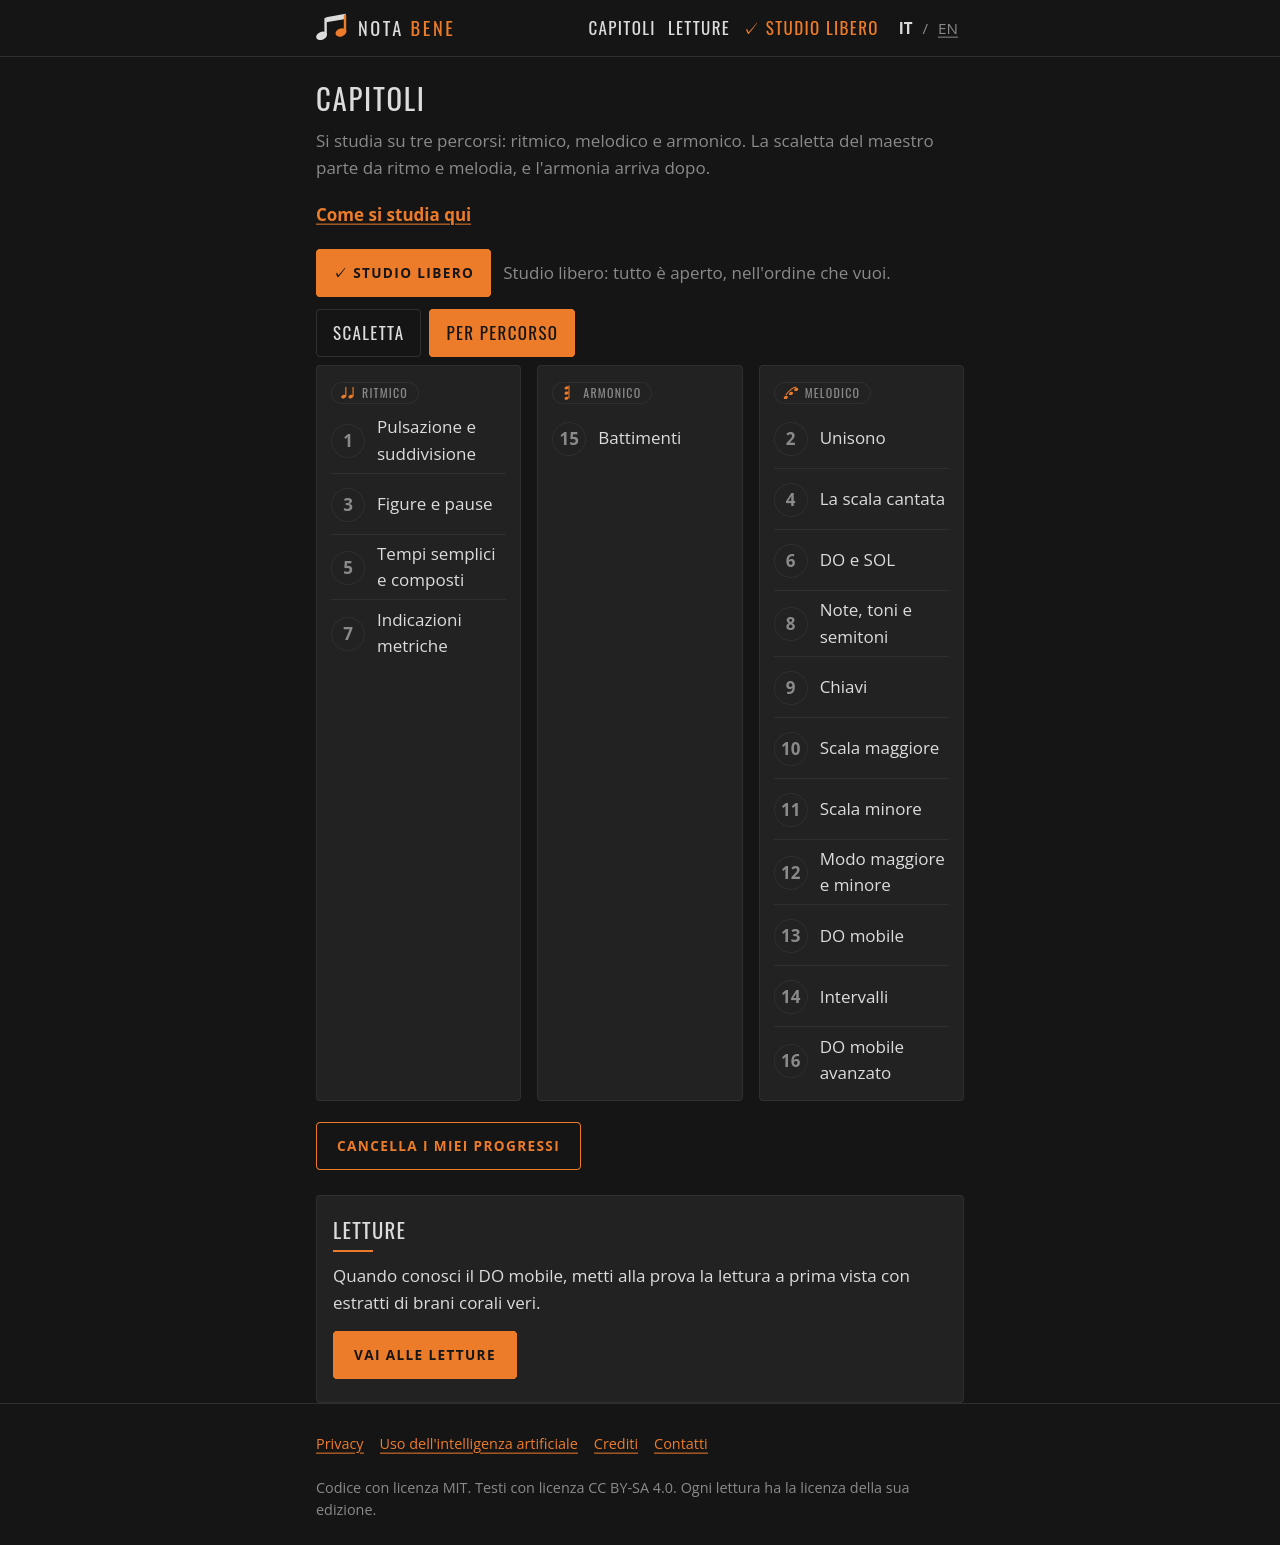 NOTA BENE
CAPITOLI LETTURE ✓ STUDIO LIBERO IT / EN
CAPITOLI
Si studia su tre percorsi: ritmico, melodico e armonico. La scaletta del maestro
parte da ritmo e melodia, e l'armonia arriva dopo.
Come si studia qui
✓ STUDIO LIBERO
Studio libero: tutto è aperto, nell'ordine che vuoi.
SCALETTA
PER PERCORSO
RITMICO
1 Pulsazione e
suddivisione
3 Figure e pause
5 Tempi semplici
e composti
7 Indicazioni
metriche
ARMONICO
15 Battimenti
MELODICO
2 Unisono
4 La scala cantata
6 DO e SOL
8 Note, toni e
semitoni
9 Chiavi
10 Scala maggiore
11 Scala minore
12 Modo maggiore
e minore
13 DO mobile
14 Intervalli
16 DO mobile
avanzato
CANCELLA I MIEI PROGRESSI
LETTURE
Quando conosci il DO mobile, metti alla prova la lettura a prima vista con
estratti di brani corali veri.
VAI ALLE LETTURE
Privacy Uso dell'intelligenza artificiale Crediti Contatti
Codice con licenza MIT. Testi con licenza CC BY-SA 4.0. Ogni lettura ha la licenza della sua
edizione.